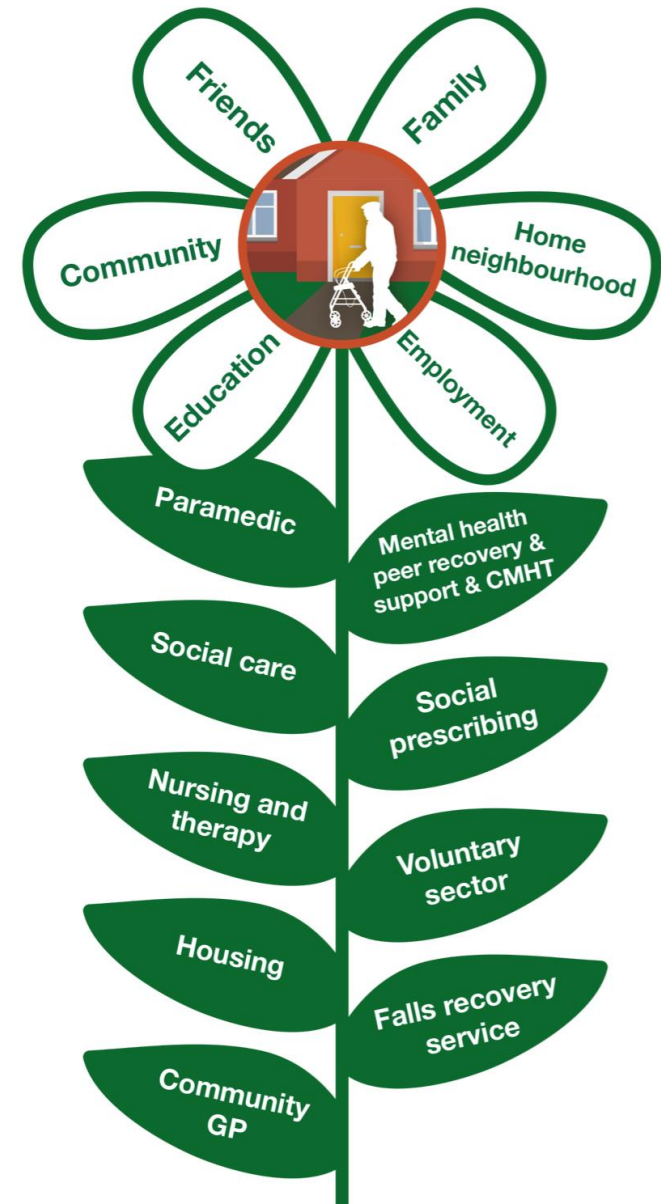 Friends
Family
Community
Home
neighbourhood
Education
Employment
Paramedic
Mental health
peer recovery &
support & CMHT
Social care
Social
prescribing
Nursing and
therapy
Voluntary
sector
Housing
Falls recovery
service
Community
GP